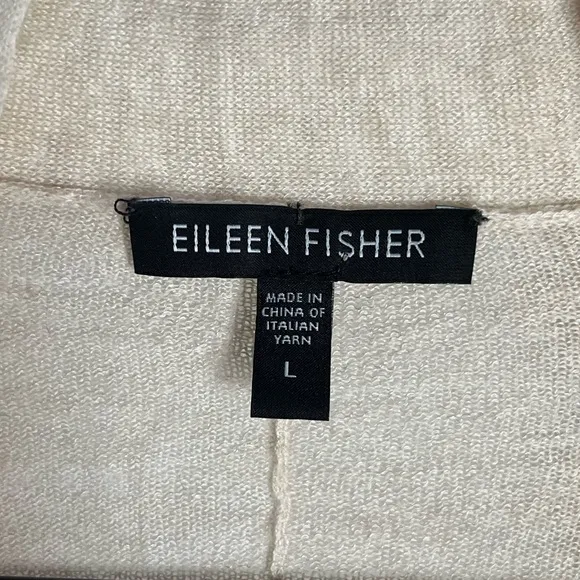 EILEEN FISHER
MADE IN
CHINA OF
ITALIAN
YARN
L